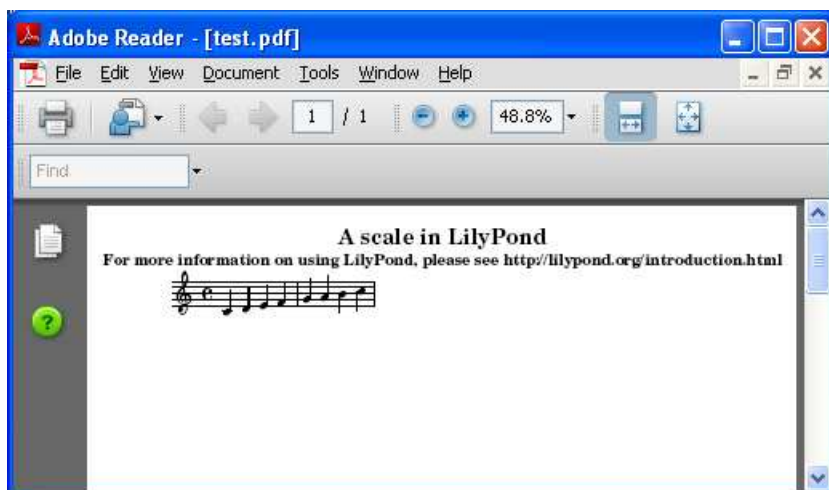 Adobe Reader - [test.pdf]
File Edit View Document Tools Window Help
1 / 1 48.8%
Find
A scale in LilyPond
For more information on using LilyPond, please see http://lilypond.org/introduction.html